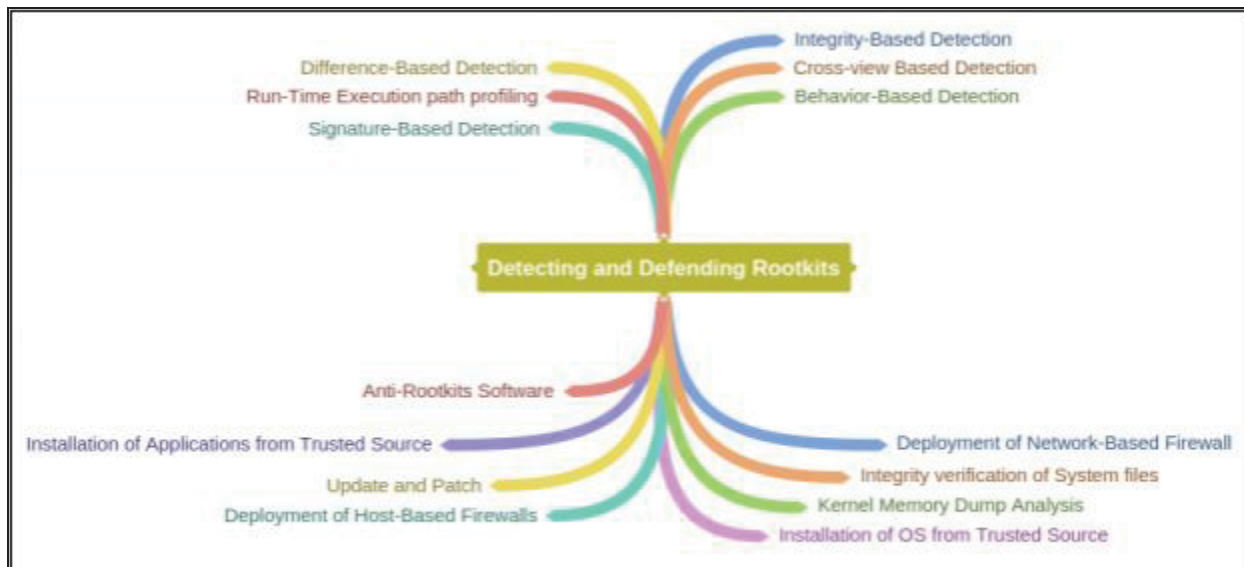 Integrity-Based Detection
Difference-Based Detection
Cross-view Based Detection
Run-Time Execution path profiling
Behavior-Based Detection
Signature-Based Detection
Detecting and Defending Rootkits
Anti-Rootkits Software
Installation of Applications from Trusted Source
Deployment of Network-Based Firewall
Update and Patch
Integrity verification of System files
Deployment of Host-Based Firewalls
Kernel Memory Dump Analysis
Installation of OS from Trusted Source